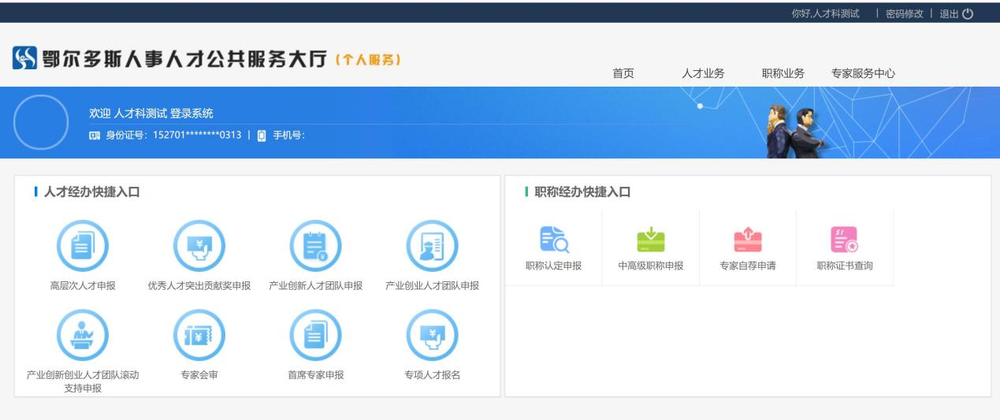 你好,人才科测试 | 密码修改 | 退出
鄂尔多斯人事人才公共服务大厅（个人服务）
首页 人才业务 职称业务 专家服务中心
欢迎 人才科测试 登录系统
身份证号：152701********0313 | 手机号：
人才经办快捷入口
高层次人才申报 优秀人才突出贡献奖申报 产业创新人才团队申报 产业创业人才团队申报
产业创新创业人才团队滚动支持申报 专家会审 首席专家申报 专项人才报名
职称经办快捷入口
职称认定申报 中高级职称申报 专家自荐申请 职称证书查询